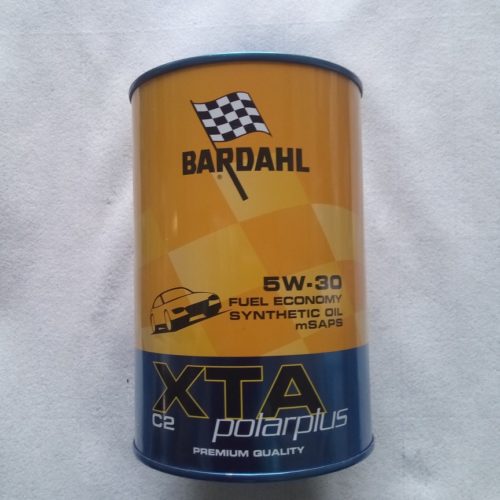 BARDAHL
5W-30
FUEL ECONOMY
SYNTHETIC OIL
mSAPS
XTA
C2 polarplus
PREMIUM QUALITY